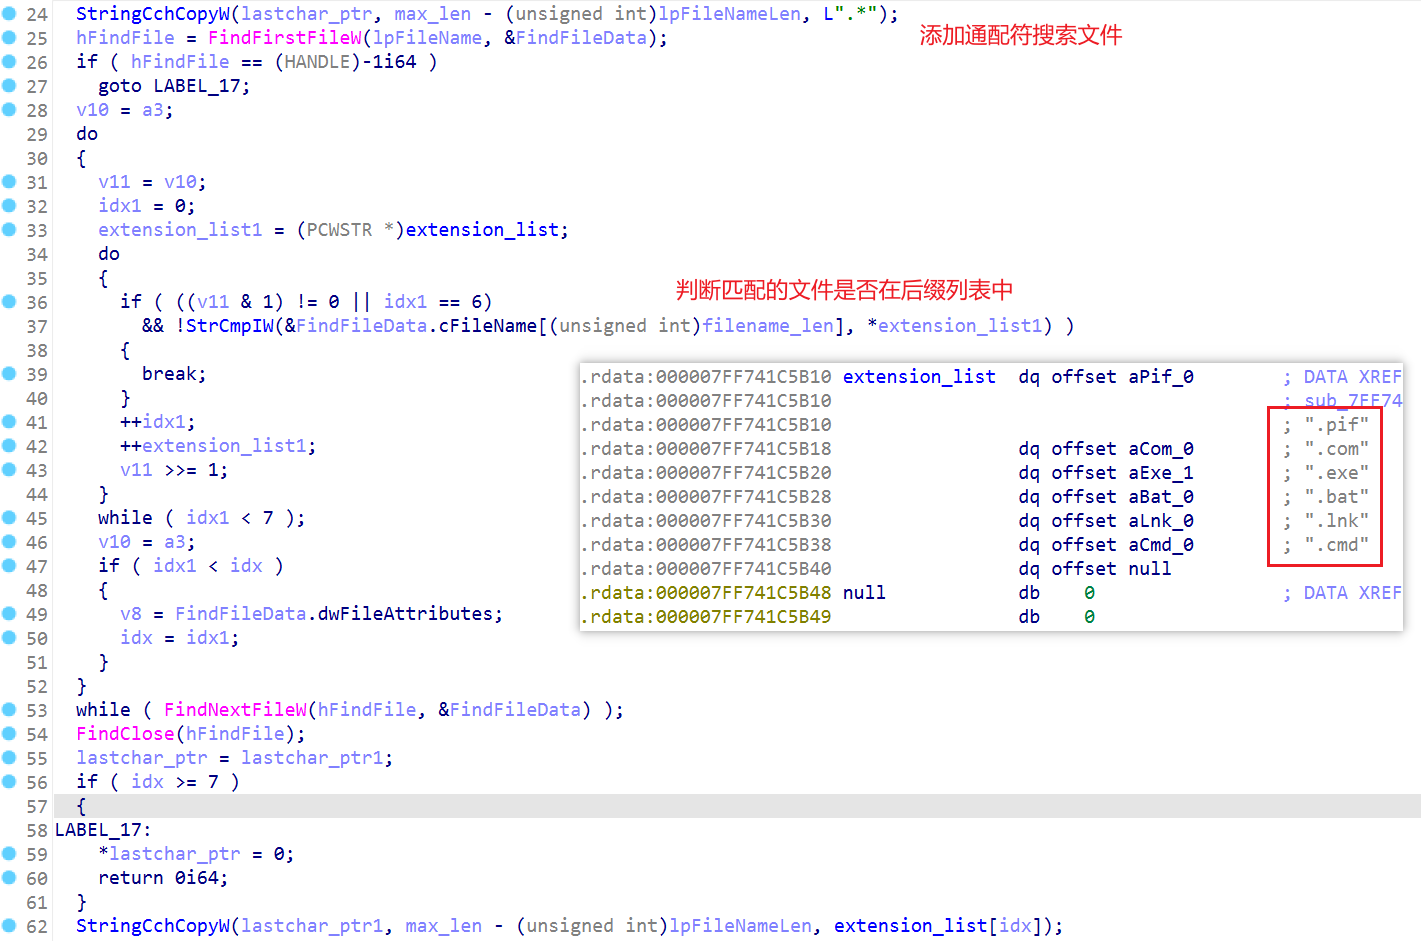 24 StringCchCopyW(lastchar_ptr, max_len - (unsigned int)lpFileNameLen, L".*");
添加通配符搜索文件
25 hFindFile = FindFirstFileW(lpFileName, &FindFileData);
26 if ( hFindFile == (HANDLE)-1i64 )
27 goto LABEL_17;
28 v10 = a3;
29 do
30 {
31 v11 = v10;
32 idx1 = 0;
33 extension_list1 = (PCWSTR *)extension_list;
34 do
35 {
判断匹配的文件是否在后缀列表中
36 if ( ((v11 & 1) != 0 || idx1 == 6)
37 && !StrCmpIW(&FindFileData.cFileName[(unsigned int)filename_len], *extension_list1) )
38 {
39 break;
40 }
41 ++idx1;
42 ++extension_list1;
43 v11 >>= 1;
44 }
45 while ( idx1 < 7 );
46 v10 = a3;
47 if ( idx1 < idx )
48 {
49 v8 = FindFileData.dwFileAttributes;
50 idx = idx1;
51 }
52 }
53 while ( FindNextFileW(hFindFile, &FindFileData) );
54 FindClose(hFindFile);
55 lastchar_ptr = lastchar_ptr1;
56 if ( idx >= 7 )
57 {
58 LABEL_17:
59 *lastchar_ptr = 0;
60 return 0i64;
61 }
62 StringCchCopyW(lastchar_ptr1, max_len - (unsigned int)lpFileNameLen, extension_list[idx]);
.rdata:000007FF741C5B10 extension_list dq offset aPif_0 ; DATA XREF
.rdata:000007FF741C5B10 ; sub_7FF74
.rdata:000007FF741C5B10 ; ".pif"
.rdata:000007FF741C5B18 dq offset aCom_0 ; ".com"
.rdata:000007FF741C5B20 dq offset aExe_1 ; ".exe"
.rdata:000007FF741C5B28 dq offset aBat_0 ; ".bat"
.rdata:000007FF741C5B30 dq offset aLnk_0 ; ".lnk"
.rdata:000007FF741C5B38 dq offset aCmd_0 ; ".cmd"
.rdata:000007FF741C5B40 dq offset null
.rdata:000007FF741C5B48 null db 0 ; DATA XREF
.rdata:000007FF741C5B49 db 0